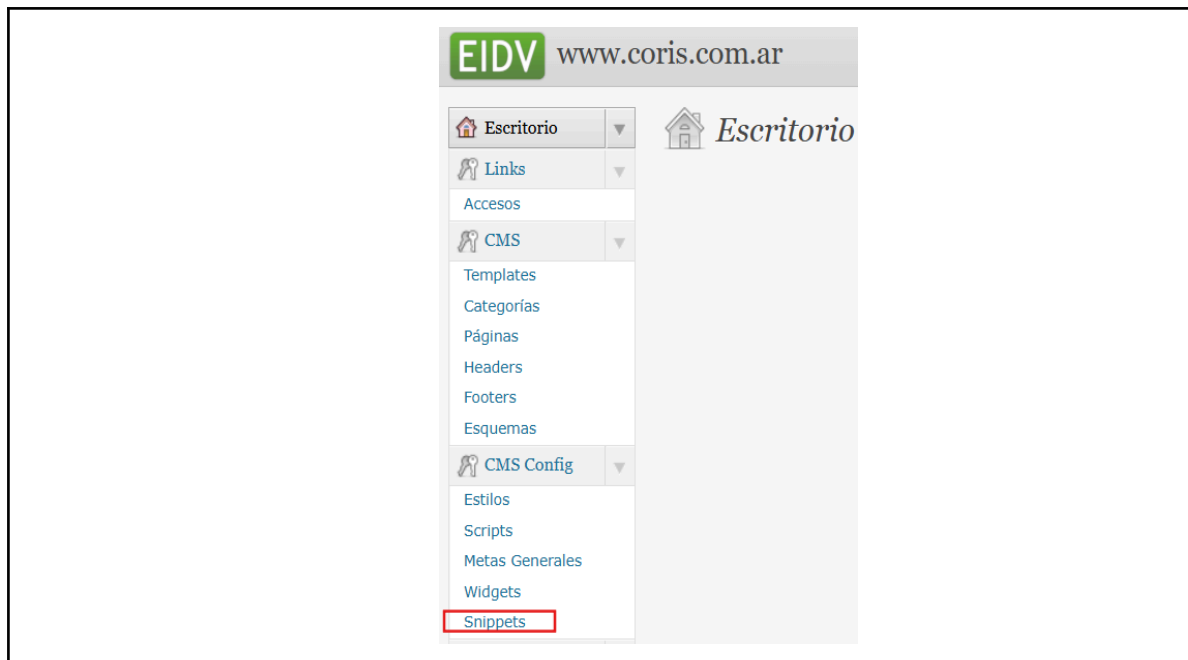 EIDV www.coris.com.ar
Escritorio
Escritorio
Links
Accesos
CMS
Templates
Categorías
Páginas
Headers
Footers
Esquemas
CMS Config
Estilos
Scripts
Metas Generales
Widgets
Snippets